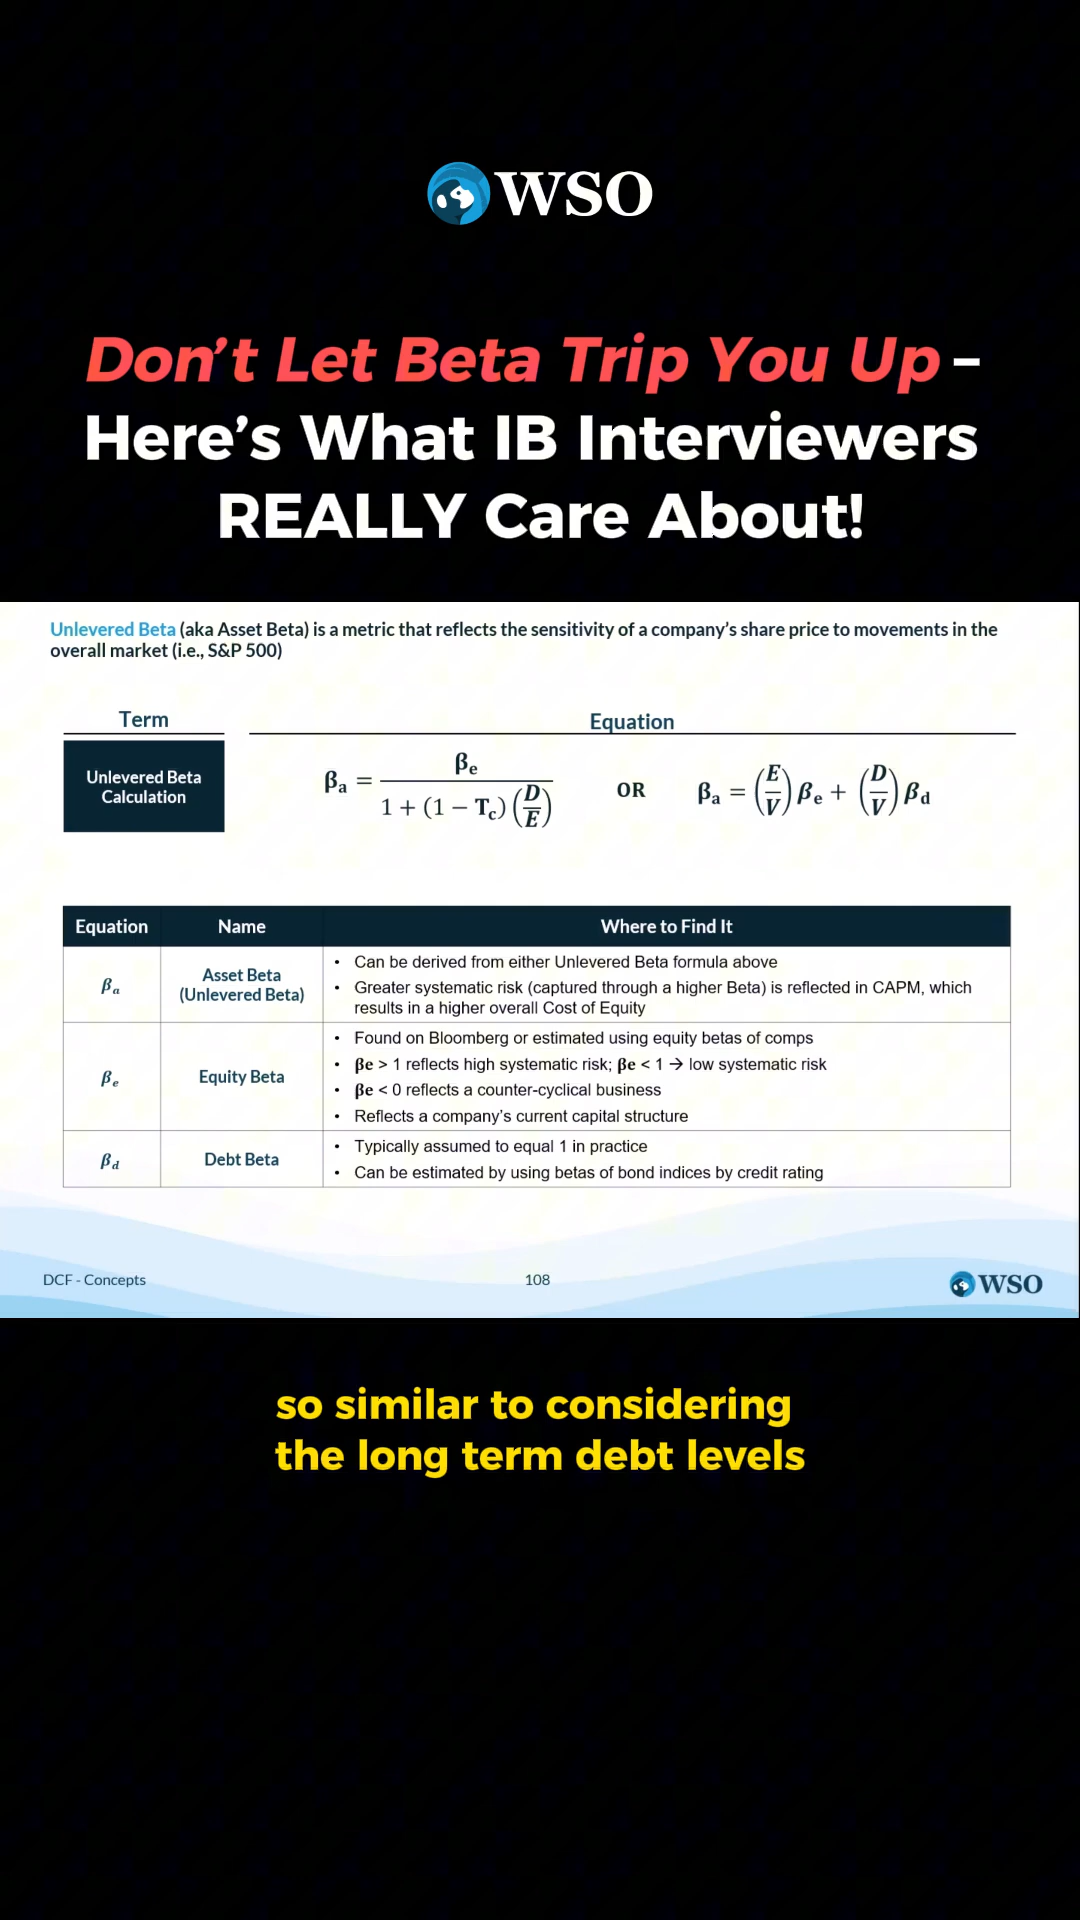 WSO
Don't Let Beta Trip You Up –
Here's What IB Interviewers
REALLY Care About!
Unlevered Beta (aka Asset Beta) is a metric that reflects the sensitivity of a company's share price to movements in the
overall market (i.e., S&P 500)
Term
Equation
Unlevered Beta
Calculation
βa = βe / 1 + (1 − Tc) (D/E)
OR
βa = (E/V) βe + (D/V) βd
Equation Name Where to Find It
βa
Asset Beta
(Unlevered Beta)
• Can be derived from either Unlevered Beta formula above
• Greater systematic risk (captured through a higher Beta) is reflected in CAPM, which
results in a higher overall Cost of Equity
βe
Equity Beta
• Found on Bloomberg or estimated using equity betas of comps
• βe > 1 reflects high systematic risk; βe < 1 → low systematic risk
• βe < 0 reflects a counter-cyclical business
• Reflects a company's current capital structure
βd
Debt Beta
• Typically assumed to equal 1 in practice
• Can be estimated by using betas of bond indices by credit rating
DCF - Concepts
108
WSO
so similar to considering
the long term debt levels